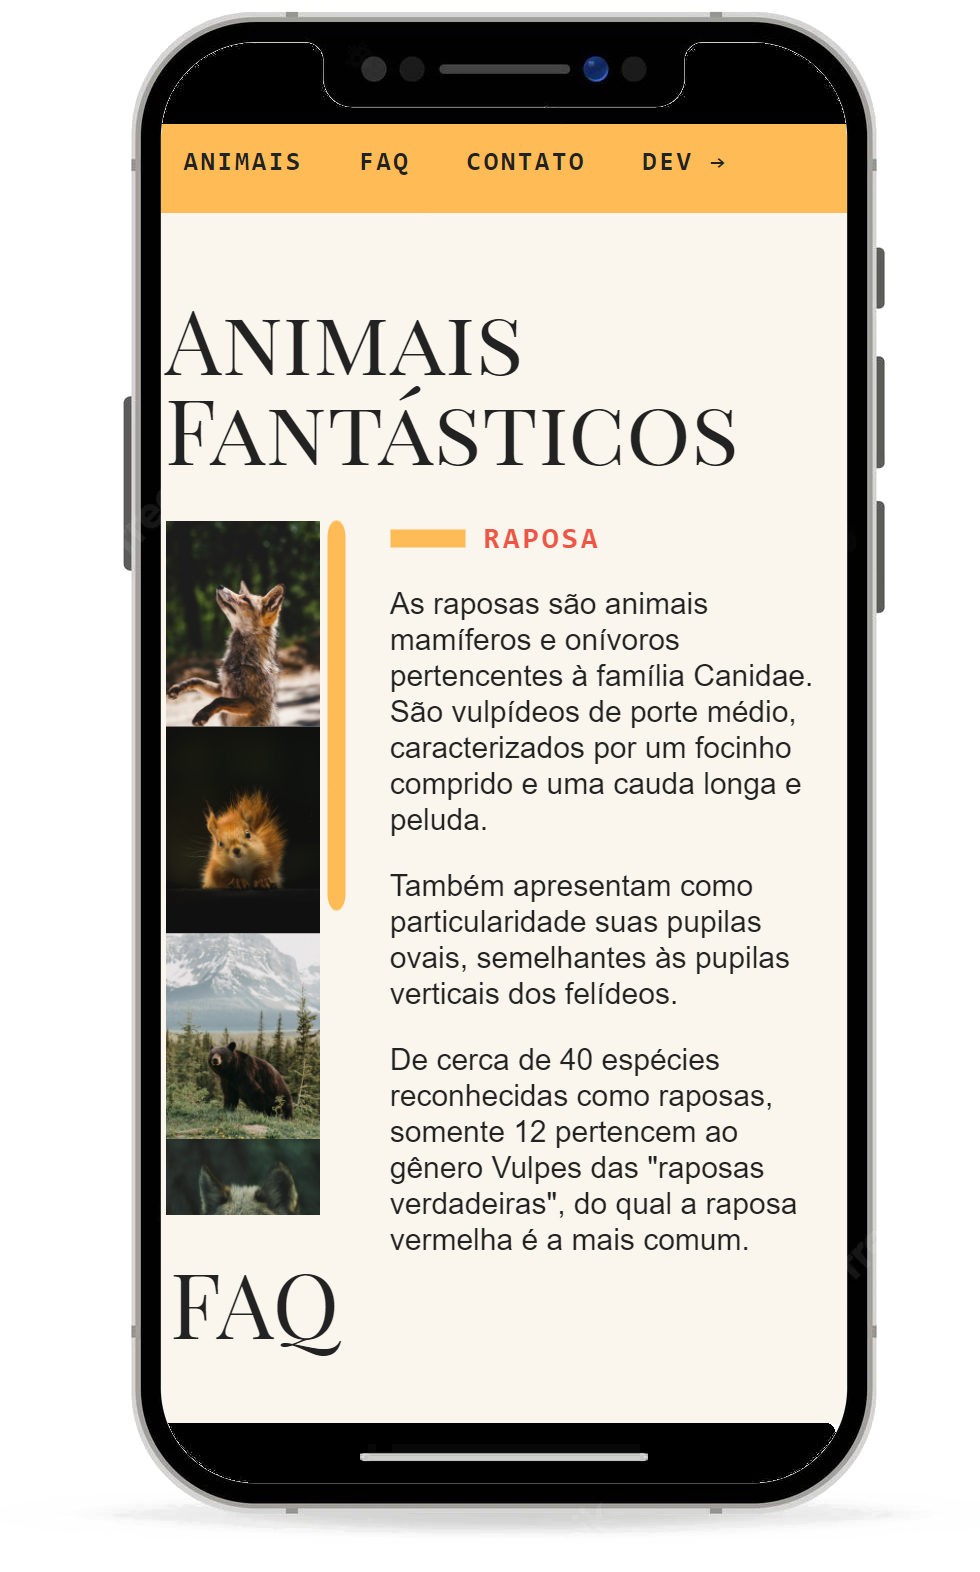 ANIMAIS FAQ CONTATO DEV →
ANIMAIS
FANTÁSTICOS
RAPOSA
As raposas são animais
mamíferos e onívoros
pertencentes à família Canidae.
São vulpídeos de porte médio,
caracterizados por um focinho
comprido e uma cauda longa e
peluda.
Também apresentam como
particularidade suas pupilas
ovais, semelhantes às pupilas
verticais dos felídeos.
De cerca de 40 espécies
reconhecidas como raposas,
somente 12 pertencem ao
gênero Vulpes das "raposas
verdadeiras", do qual a raposa
vermelha é a mais comum.
FAQ